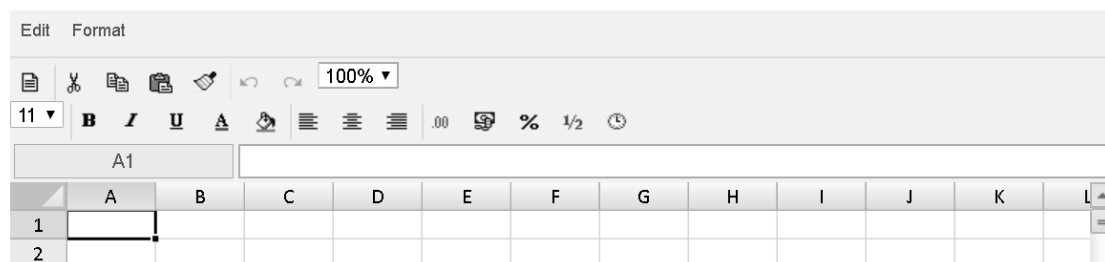 Edit Format
100%
11 B I U A .00 % 1/2
A1
A B C D E F G H I J K L
1
2